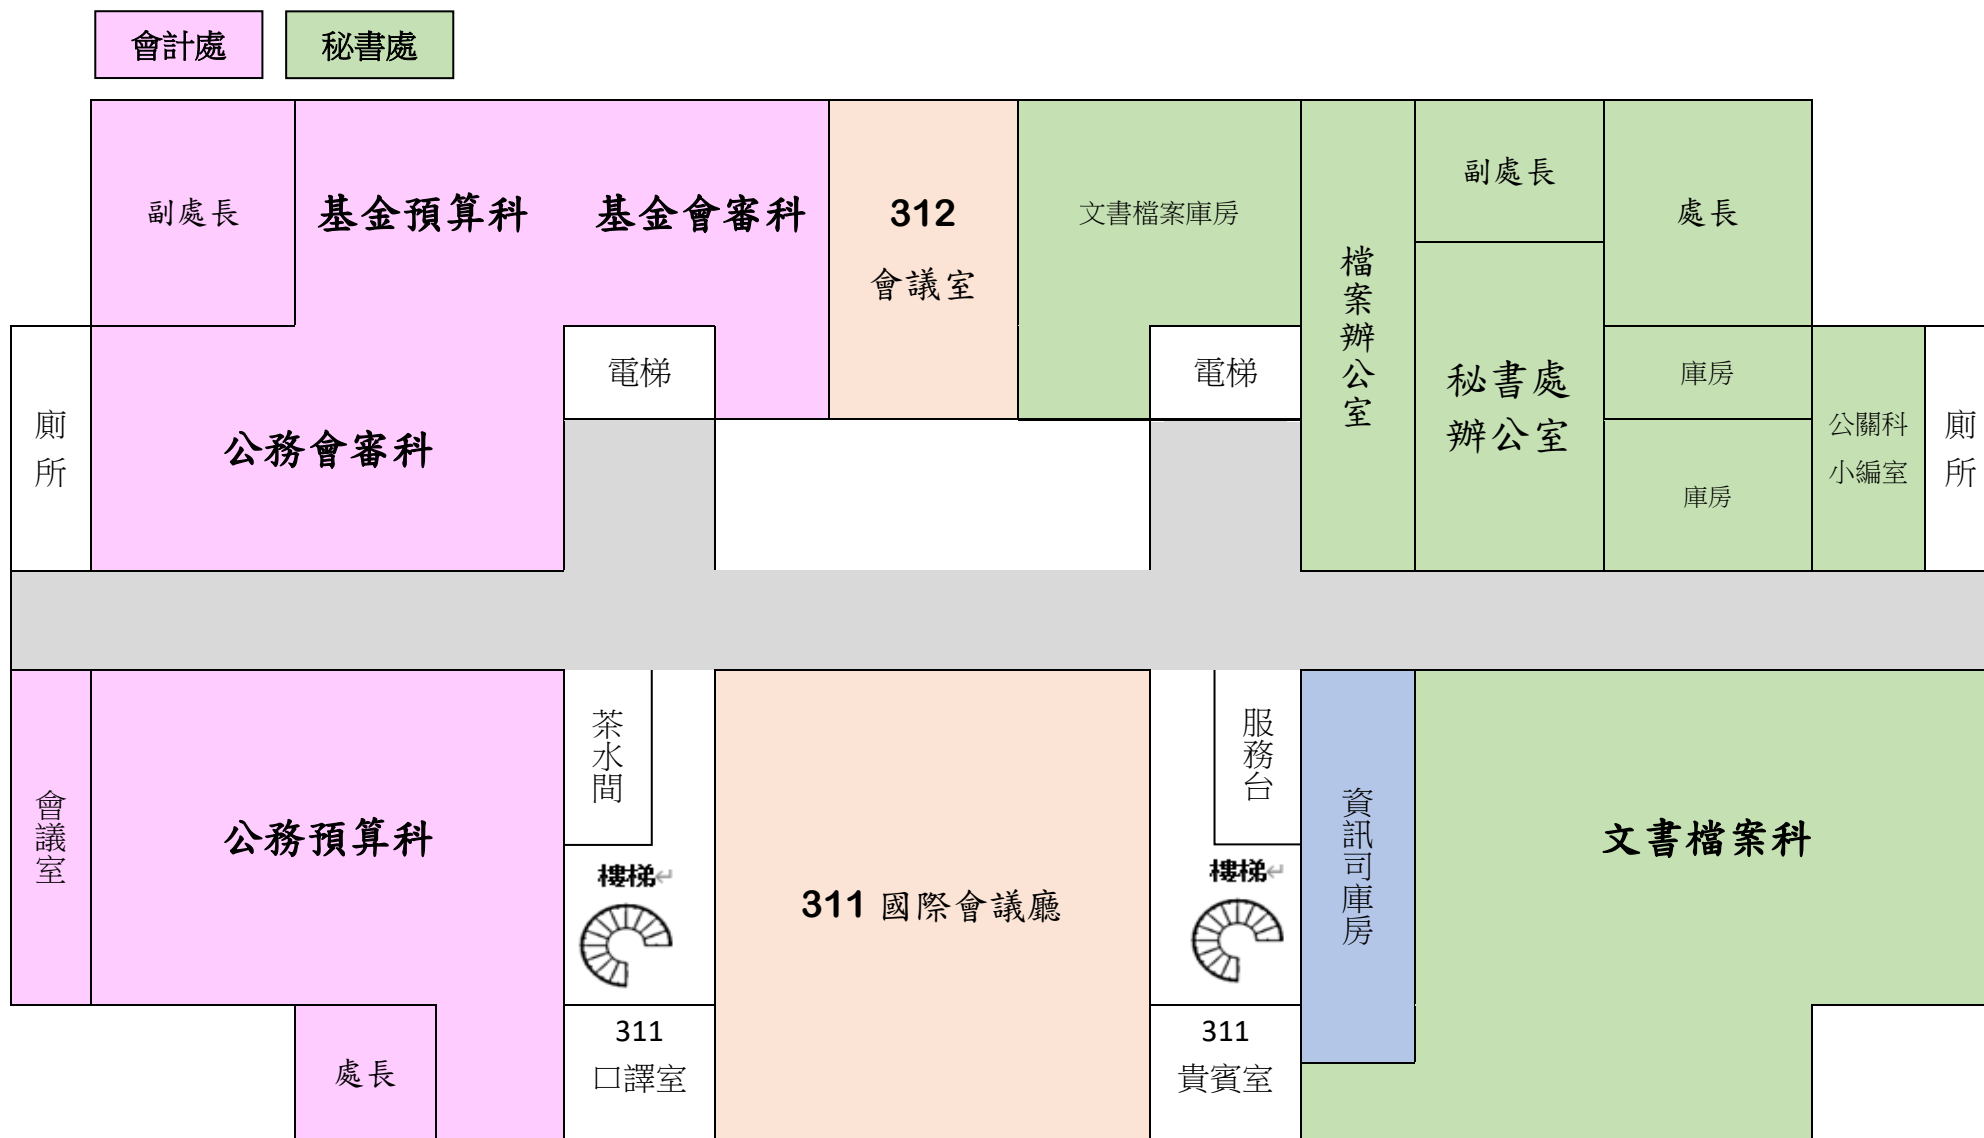 會計處
秘書處
副處長
基金預算科
基金會審科
312
會議室
文書檔案庫房
檔案辦公室
副處長
處長
廁所
公務會審科
電梯
電梯
秘書處
辦公室
庫房
庫房
公關科
小編室
廁所
會議室
公務預算科
茶水間
樓梯↵
311 國際會議廳
服務台
樓梯↵
資訊司庫房
文書檔案科
處長
311
口譯室
311
貴賓室